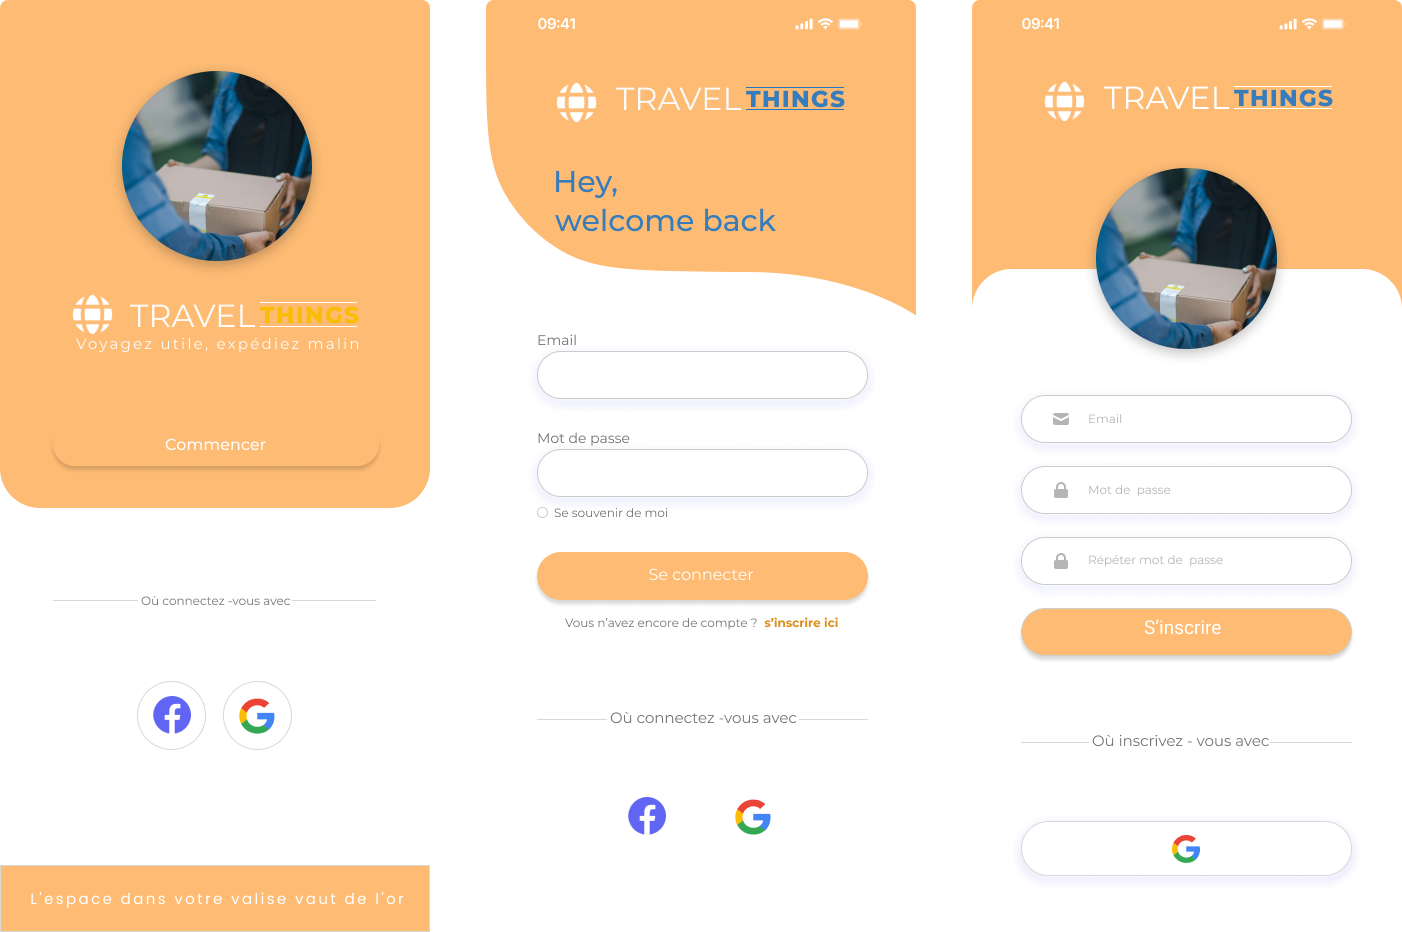 TRAVEL THINGS
Voyagez utile, expédiez malin
Commencer
Où connectez -vous avec
L'espace dans votre valise vaut de l'or
09:41
TRAVEL THINGS
Hey,
welcome back
Email
Mot de passe
Se souvenir de moi
Se connecter
Vous n'avez encore de compte ? s'inscrire ici
Où connectez -vous avec
09:41
TRAVEL THINGS
Email
Mot de passe
Répéter mot de passe
S'inscrire
Où inscrivez - vous avec